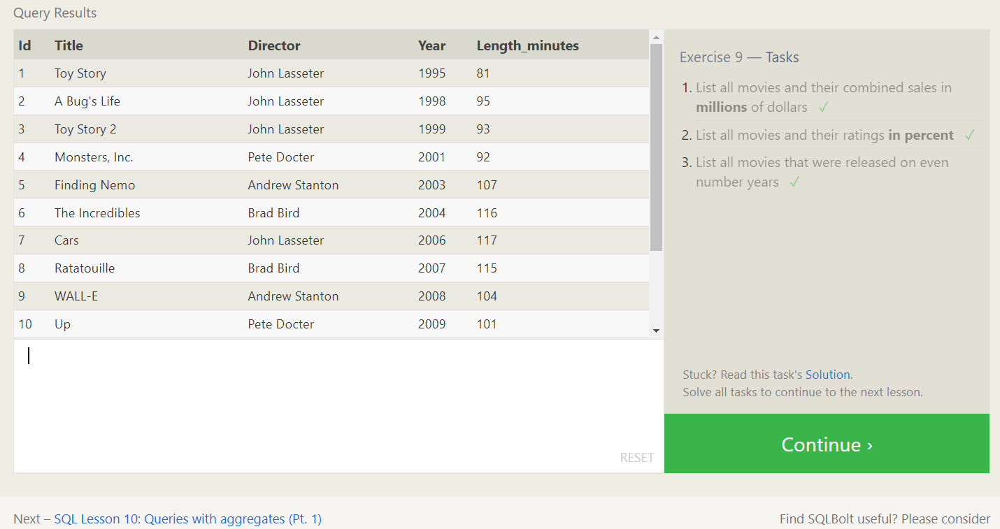 Query Results
Id Title Director Year Length_minutes
1 Toy Story John Lasseter 1995 81
2 A Bug's Life John Lasseter 1998 95
3 Toy Story 2 John Lasseter 1999 93
4 Monsters, Inc. Pete Docter 2001 92
5 Finding Nemo Andrew Stanton 2003 107
6 The Incredibles Brad Bird 2004 116
7 Cars John Lasseter 2006 117
8 Ratatouille Brad Bird 2007 115
9 WALL-E Andrew Stanton 2008 104
10 Up Pete Docter 2009 101
RESET
Exercise 9 — Tasks
1. List all movies and their combined sales in
millions of dollars ✓
2. List all movies and their ratings in percent ✓
3. List all movies that were released on even
number years ✓
Stuck? Read this task's Solution.
Solve all tasks to continue to the next lesson.
Continue ›
Next – SQL Lesson 10: Queries with aggregates (Pt. 1)
Find SQLBolt useful? Please consider